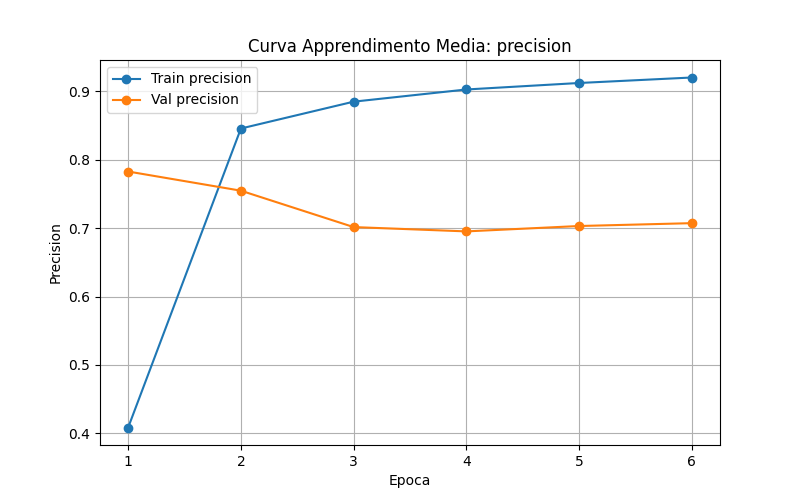 Curva Apprendimento Media: precision
Train precision
Val precision
0.9
0.8
0.7
0.6
0.5
0.4
Precision
1 2 3 4 5 6
Epoca